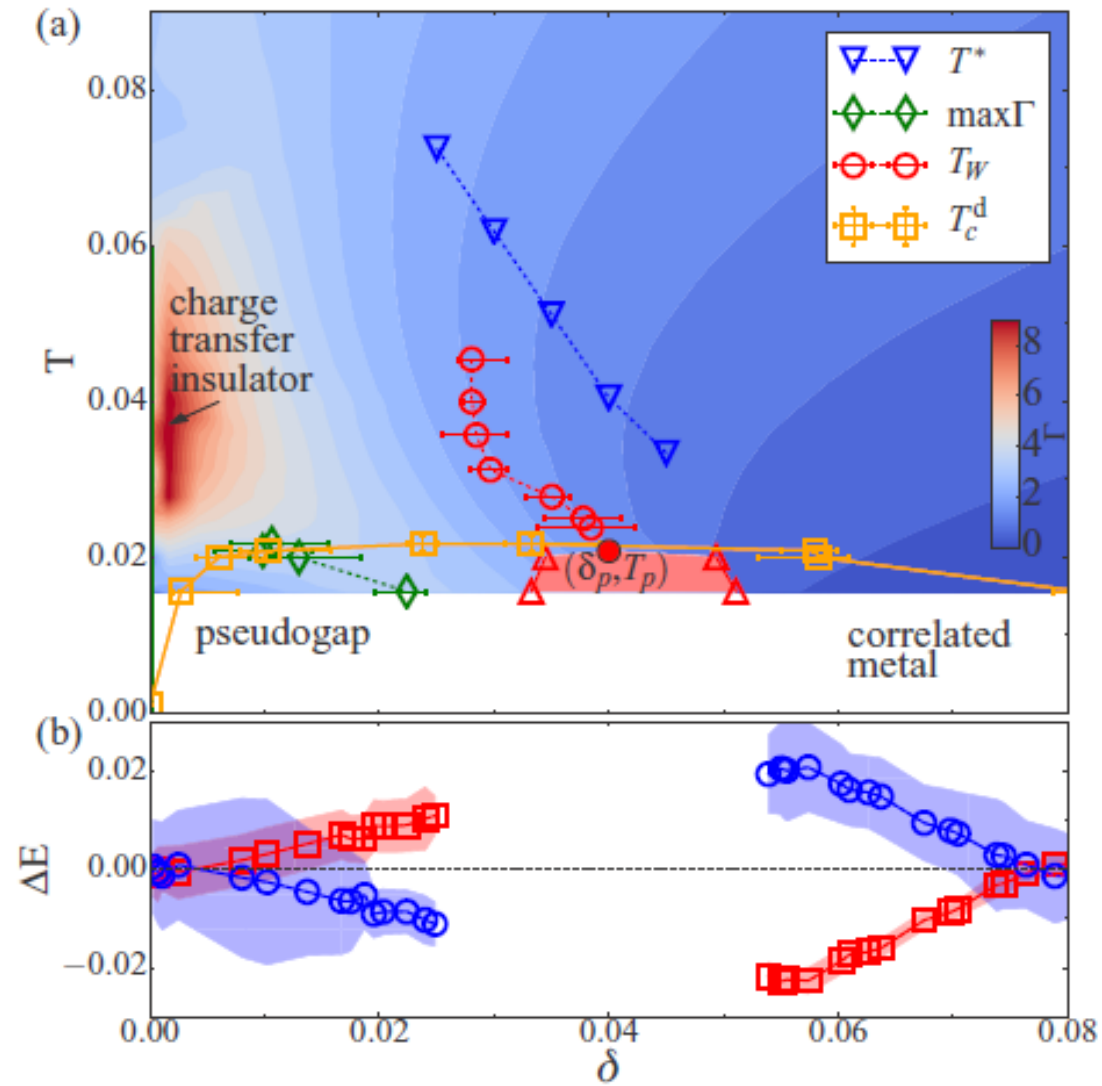 (a)
T*
maxΓ
T_W
T_c^d
0.08
0.06
0.04
0.02
0.00
T
charge
transfer
insulator
8
6
4
2
0
Γ
(δ_p,T_p)
pseudogap
correlated
metal
(b)
0.02
0.00
−0.02
ΔE
0.00
0.02
0.04
0.06
0.08
δ